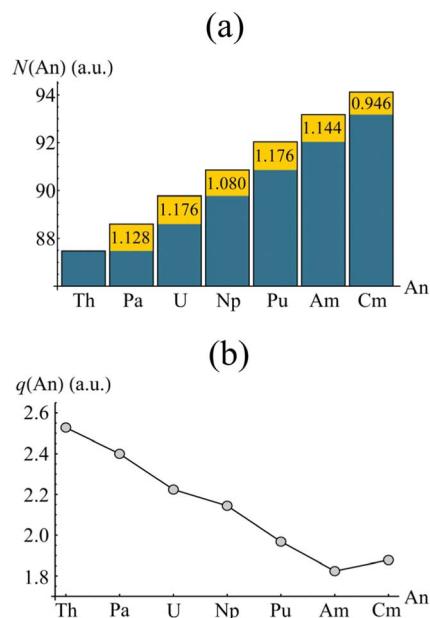 (a)
N(An) (a.u.)
94
0.946
1.144
92
1.176
1.080
90
1.176
1.128
88
An
Th Pa U Np Pu Am Cm
(b)
q(An) (a.u.)
2.6
2.4
2.2
2.0
1.8
An
Th Pa U Np Pu Am Cm